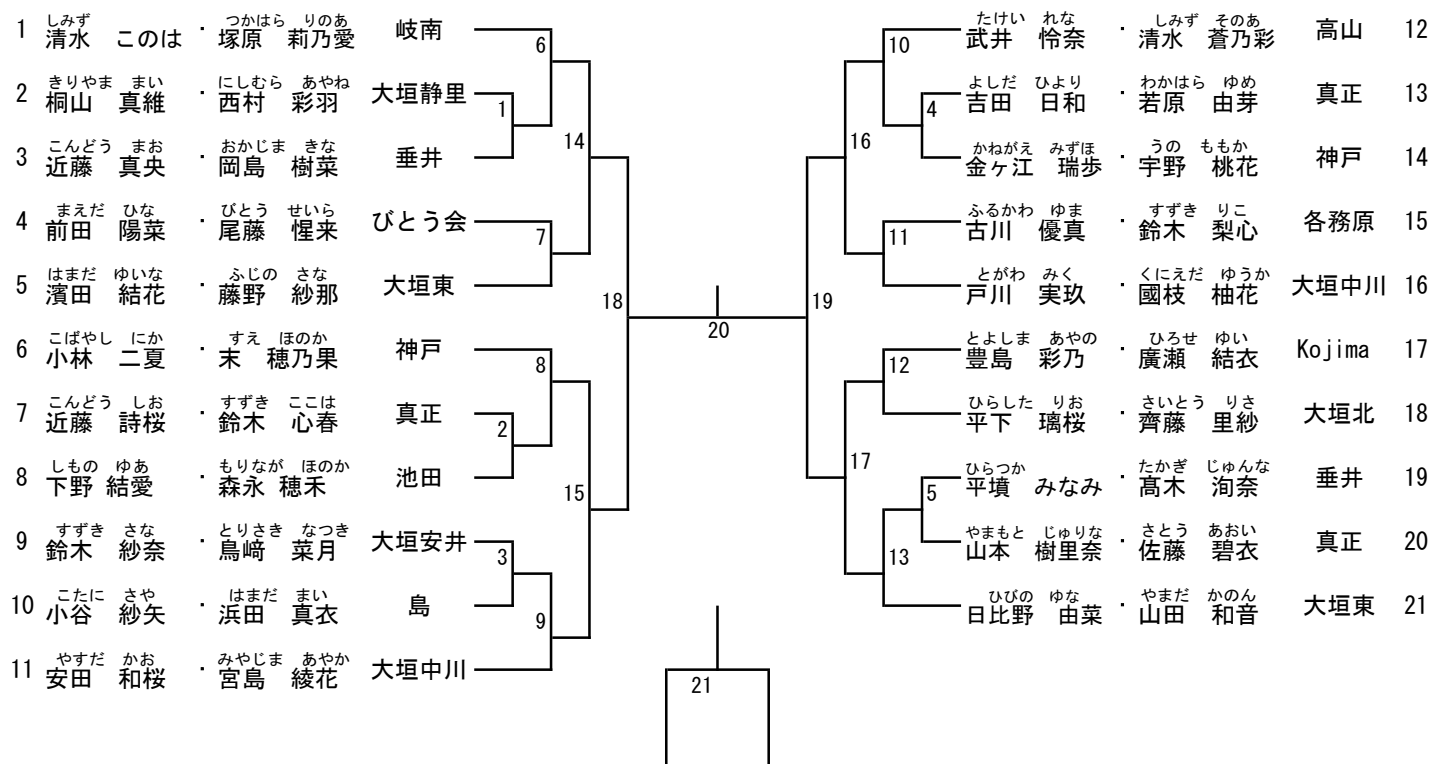 しみず つかはら りのあ
1 清水 このは ・ 塚原 莉乃愛 岐南
きりやま まい にしむら あやね
2 桐山 真維 ・ 西村 彩羽 大垣静里
こんどう まお おかじま きな
3 近藤 真央 ・ 岡島 樹菜 垂井
まえだ ひな びとう せいら
4 前田 陽菜 ・ 尾藤 惺来 びとう会
はまだ ゆいな ふじの さな
5 濱田 結花 ・ 藤野 紗那 大垣東
こばやし にか すえ ほのか
6 小林 二夏 ・ 末 穂乃果 神戸
こんどう しお すずき ここは
7 近藤 詩桜 ・ 鈴木 心春 真正
しもの ゆあ もりなが ほのか
8 下野 結愛 ・ 森永 穂禾 池田
すずき さな とりさき なつき
9 鈴木 紗奈 ・ 鳥﨑 菜月 大垣安井
こたに さや はまだ まい
10 小谷 紗矢 ・ 浜田 真衣 島
やすだ かお みやじま あやか
11 安田 和桜 ・ 宮島 綾花 大垣中川
6
1
14
7
18
8
2
15
3
9
20
21
たけい れな しみず そのあ
武井 怜奈 ・ 清水 蒼乃彩 高山 12
よしだ ひより わかはら ゆめ
吉田 日和 ・ 若原 由芽 真正 13
かねがえ みずほ うの ももか
金ヶ江 瑞歩 ・ 宇野 桃花 神戸 14
ふるかわ ゆま すずき りこ
古川 優真 ・ 鈴木 梨心 各務原 15
とがわ みく くにえだ ゆうか
戸川 実玖 ・ 國枝 柚花 大垣中川 16
とよしま あやの ひろせ ゆい
豊島 彩乃 ・ 廣瀬 結衣 Kojima 17
ひらした りお さいとう りさ
平下 璃桜 ・ 齊藤 里紗 大垣北 18
ひらつか たかぎ じゅんな
平墳 みなみ ・ 髙木 洵奈 垂井 19
やまもと じゅりな さとう あおい
山本 樹里奈 ・ 佐藤 碧衣 真正 20
ひびの ゆな やまだ かのん
日比野 由菜 ・ 山田 和音 大垣東 21
10
4
16
11
19
12
17
5
13